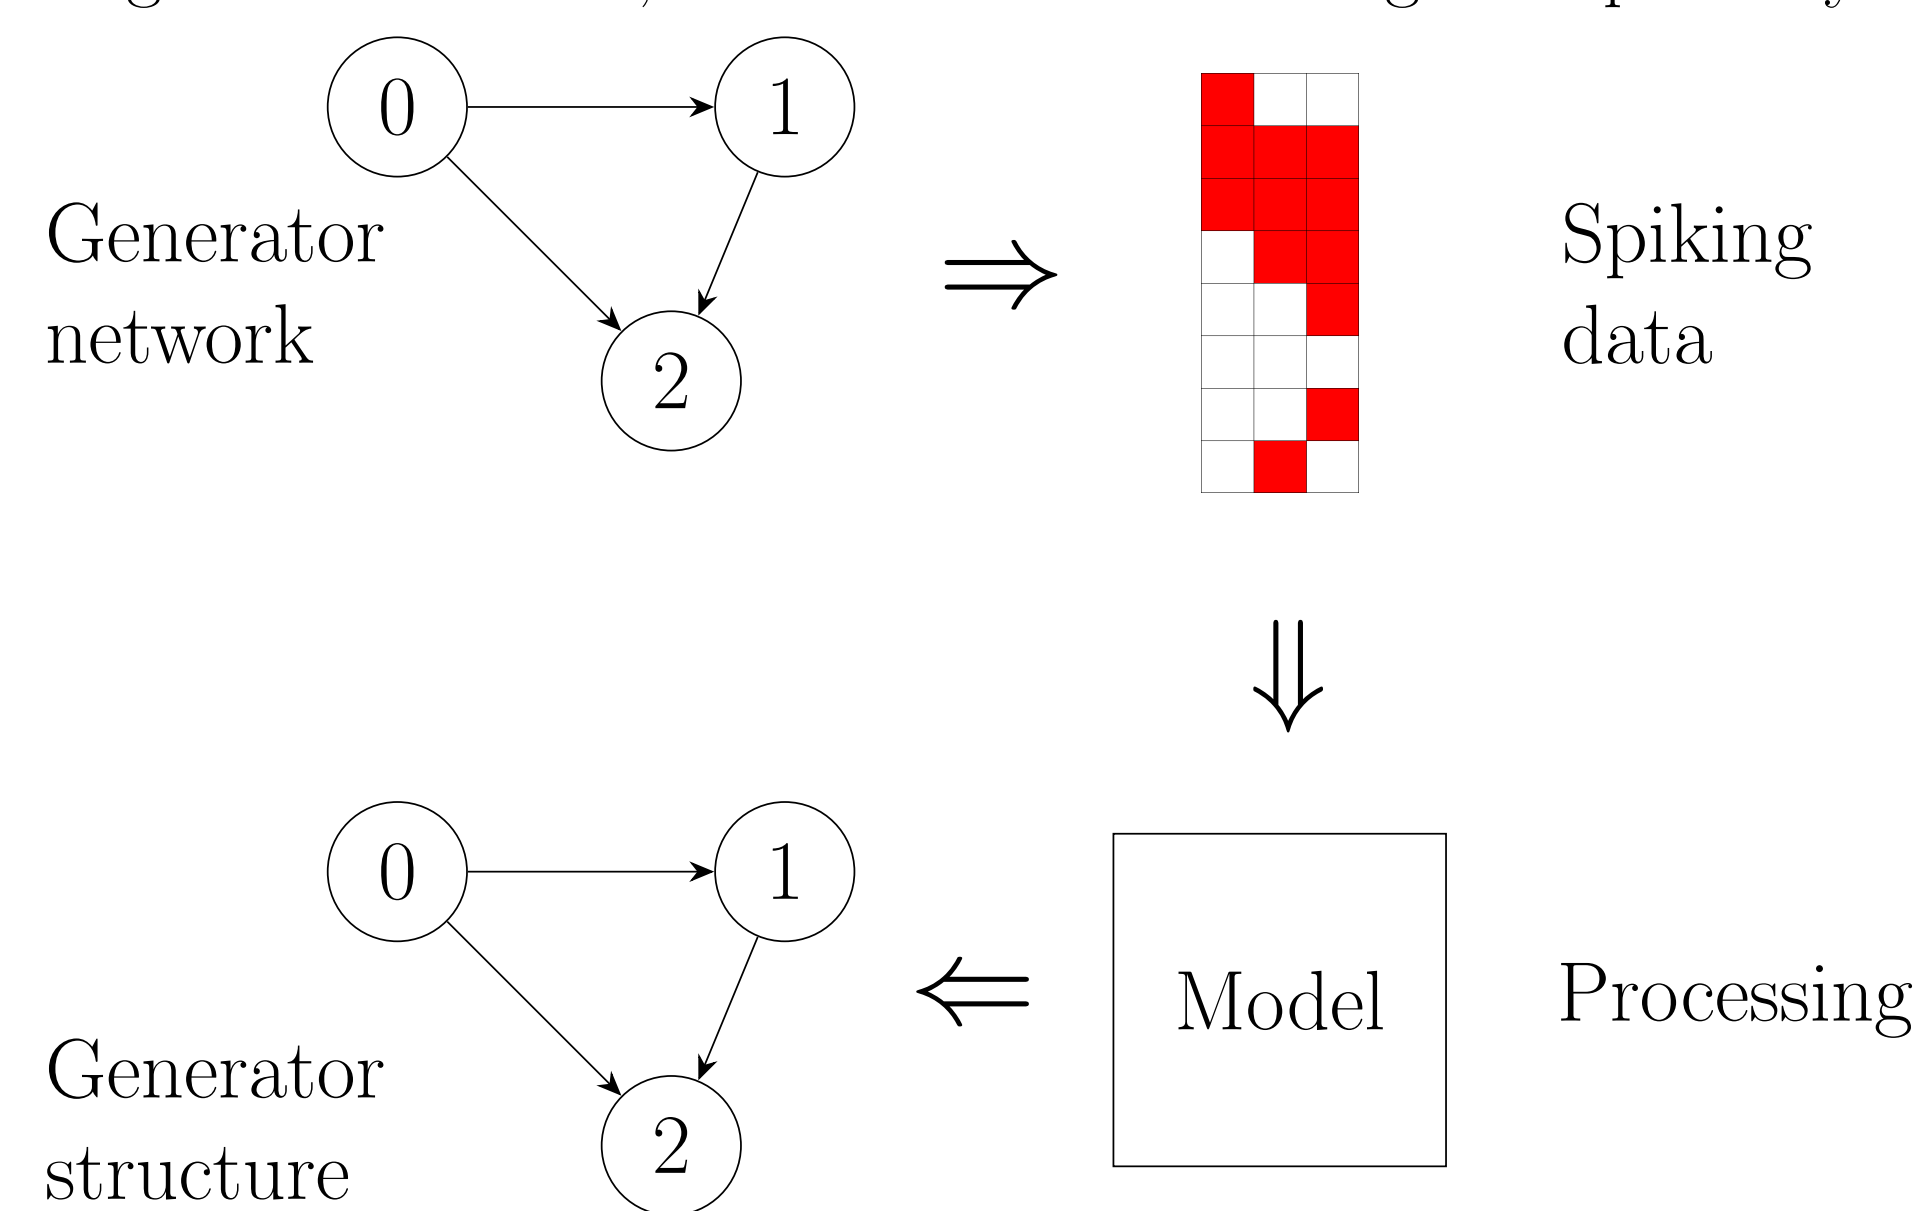 0
1
Generator
network
2
Spiking
data
0
1
Model
Processing
Generator
structure
2